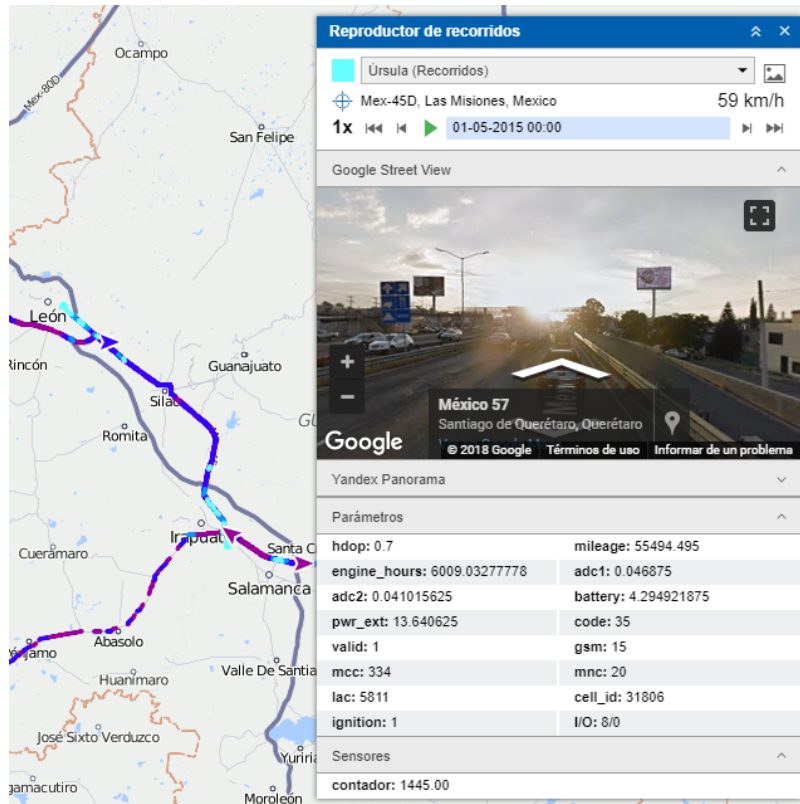 Ocampo
Mex-80D
San Felipe
León
Rincón
Guanajuato
Silao
Romita
Irapuat
Santa C
Cuerámaro
Salamanca
Abasolo
Huanímaro
Valle De Santia
José Sixto Verduzco
Yuriria
gamacutiro
Moroleón
Reproductor de recorridos
Úrsula (Recorridos)
Mex-45D, Las Misiones, Mexico 59 km/h
1x 01-05-2015 00:00
Google Street View
México 57
Santiago de Querétaro, Querétaro
Google © 2018 Google Términos de uso Informar de un problema
Yandex Panorama
Parámetros
hdop: 0.7 mileage: 55494.495
engine_hours: 6009.03277778 adc1: 0.046875
adc2: 0.041015625 battery: 4.294921875
pwr_ext: 13.640625 code: 35
valid: 1 gsm: 15
mcc: 334 mnc: 20
lac: 5811 cell_id: 31806
ignition: 1 I/O: 8/0
Sensores
contador: 1445.00